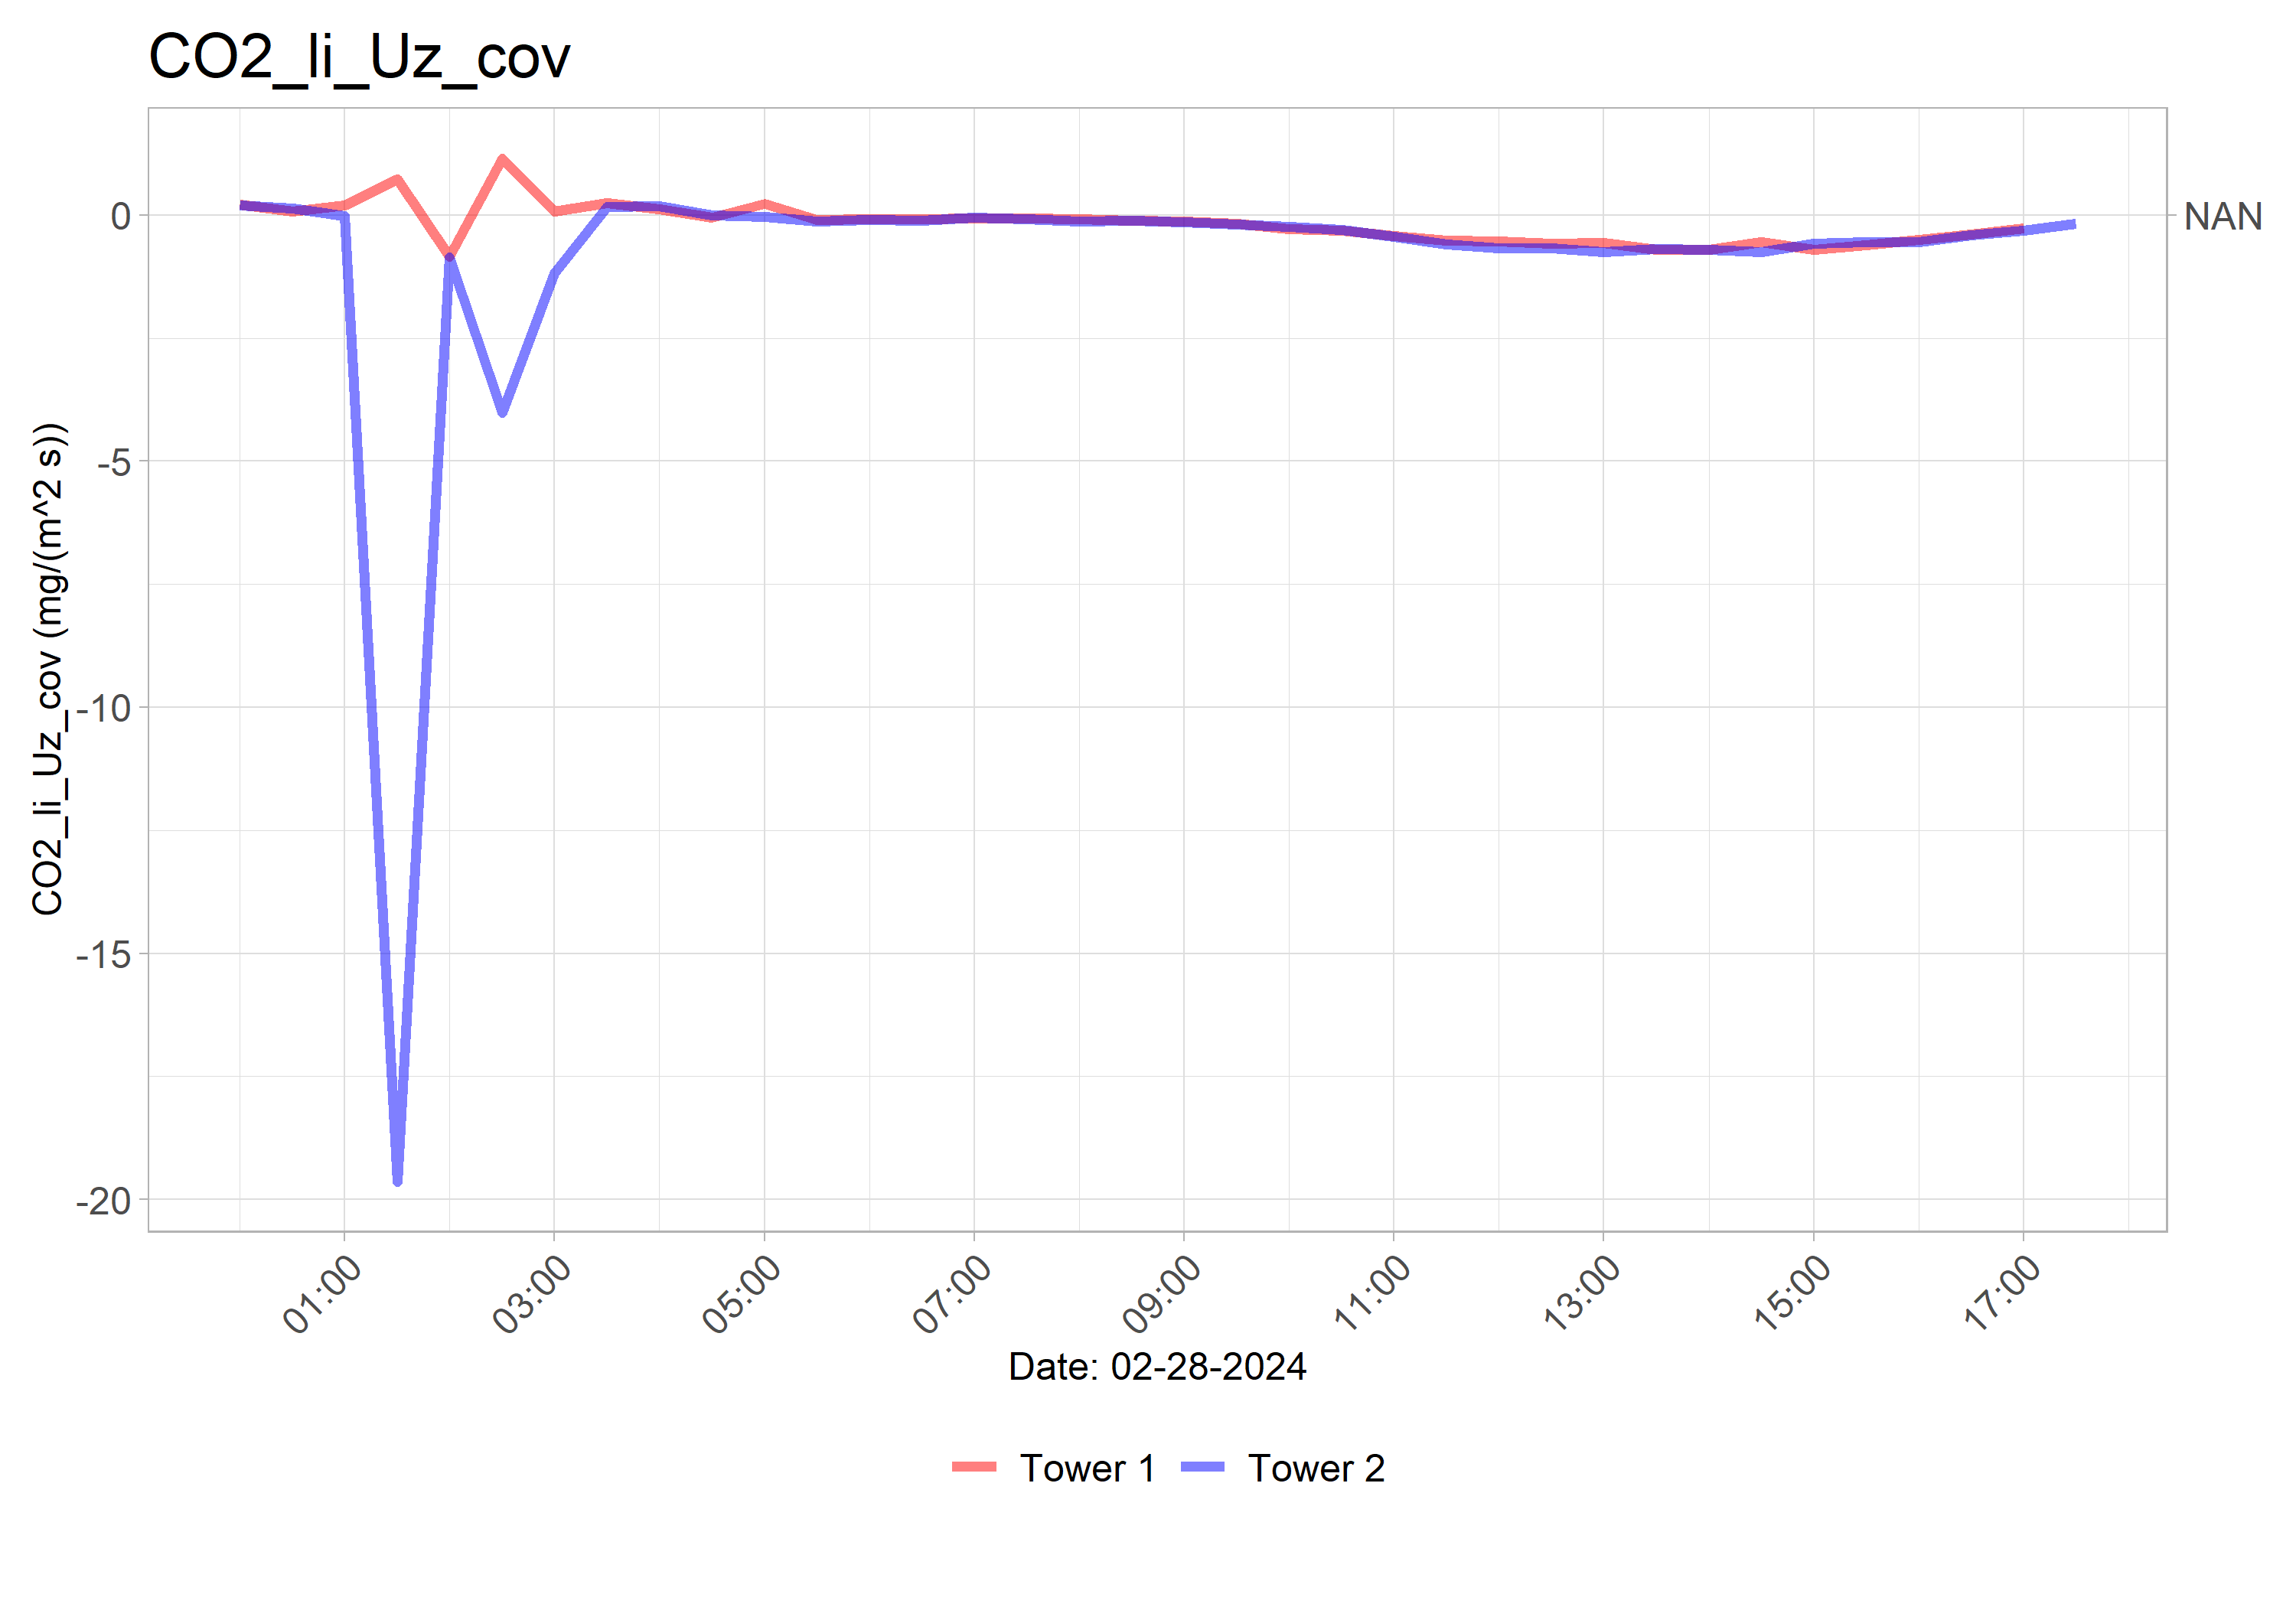 CO2_li_Uz_cov
CO2_li_Uz_cov (mg/(m^2 s))
0
-5
-10
-15
-20
NAN
01:00 03:00 05:00 07:00 09:00 11:00 13:00 15:00 17:00
Date: 02-28-2024
Tower 1 Tower 2